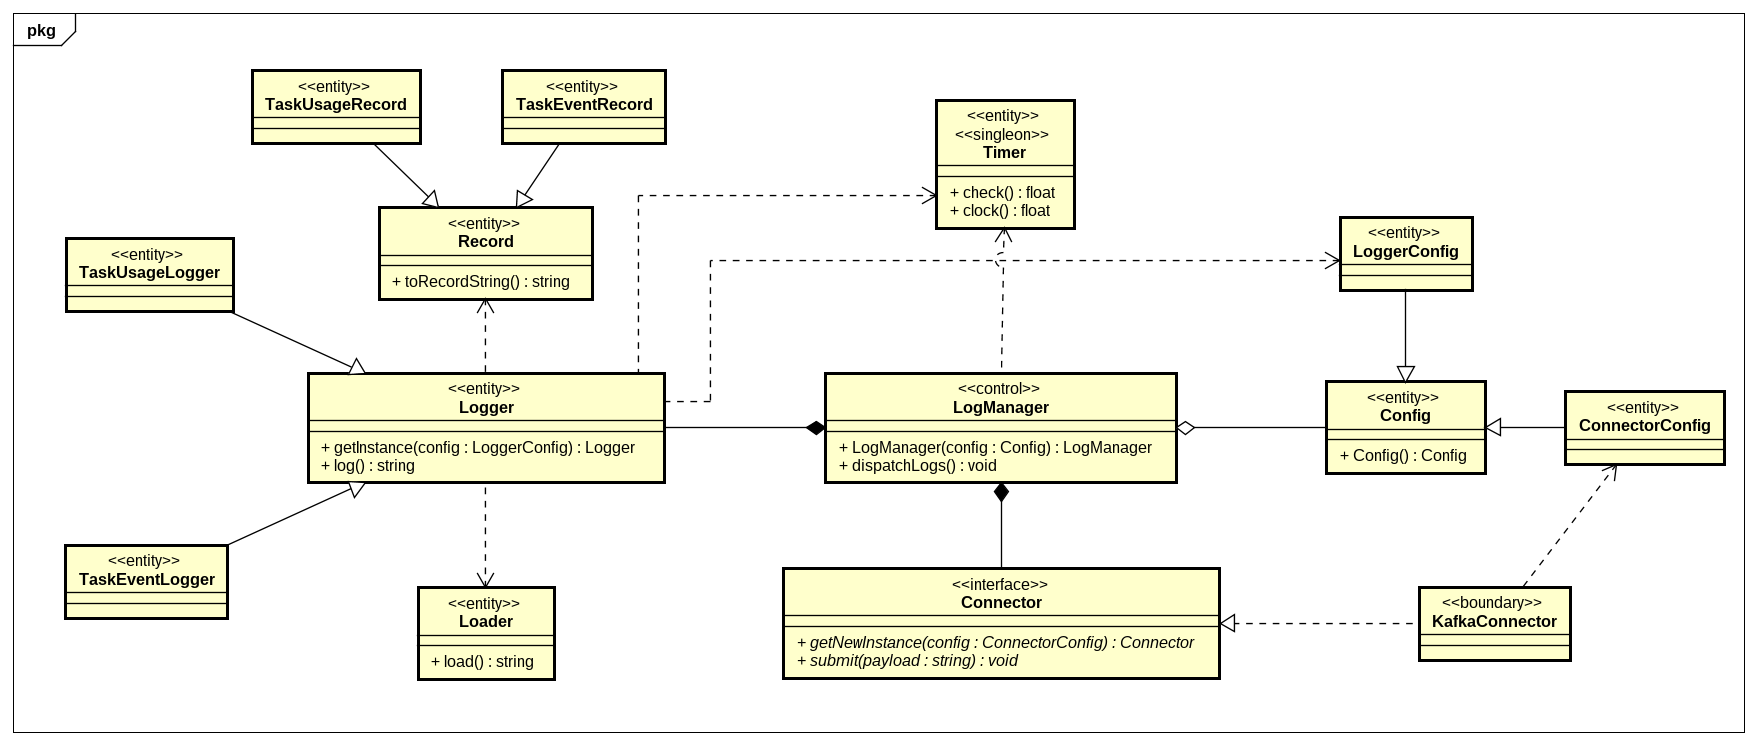 pkg
<<entity>>
TaskUsageRecord
<<entity>>
TaskEventRecord
<<entity>>
<<singleon>>
Timer
+ check() : float
+ clock() : float
<<entity>>
Record
+ toRecordString() : string
<<entity>>
LoggerConfig
<<entity>>
TaskUsageLogger
<<entity>>
Logger
+ getInstance(config : LoggerConfig) : Logger
+ log() : string
<<control>>
LogManager
+ LogManager(config : Config) : LogManager
+ dispatchLogs() : void
<<entity>>
Config
+ Config() : Config
<<entity>>
ConnectorConfig
<<entity>>
TaskEventLogger
<<entity>>
Loader
+ load() : string
<<interface>>
Connector
+ getNewInstance(config : ConnectorConfig) : Connector
+ submit(payload : string) : void
<<boundary>>
KafkaConnector